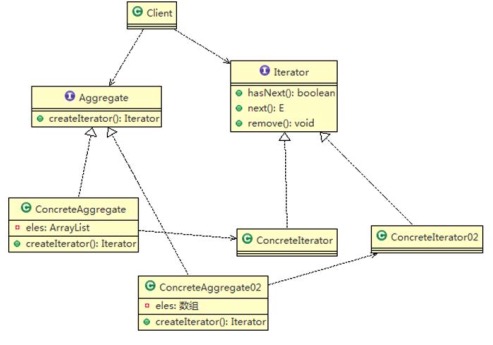 Client
Aggregate
createIterator(): Iterator
Iterator
hasNext(): boolean
next(): E
remove(): void
ConcreteAggregate
eles: ArrayList
createIterator(): Iterator
ConcreteIterator
ConcreteIterator02
ConcreteAggregate02
eles: 数组
createIterator(): Iterator